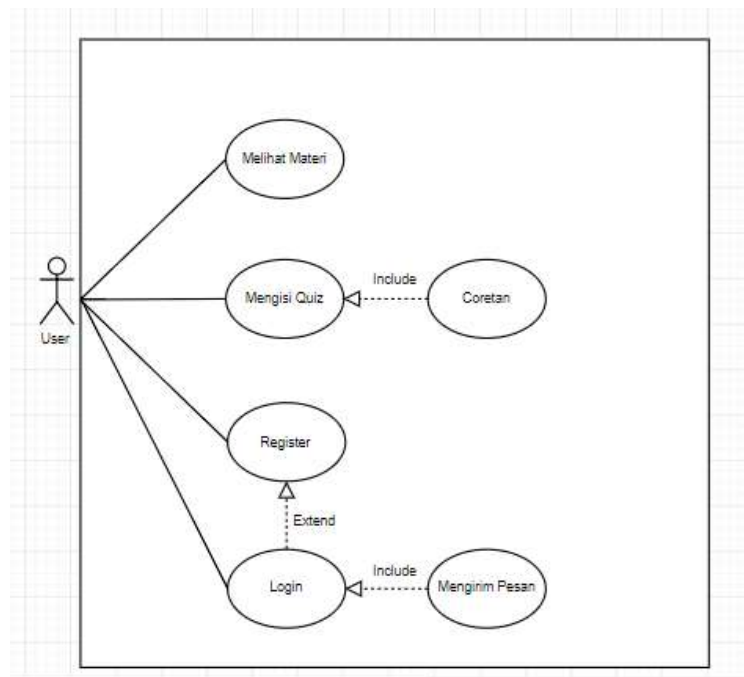 Melihat Materi
User
Mengisi Quiz
Include
Coretan
Register
Extend
Login
Include
Mengirim Pesan